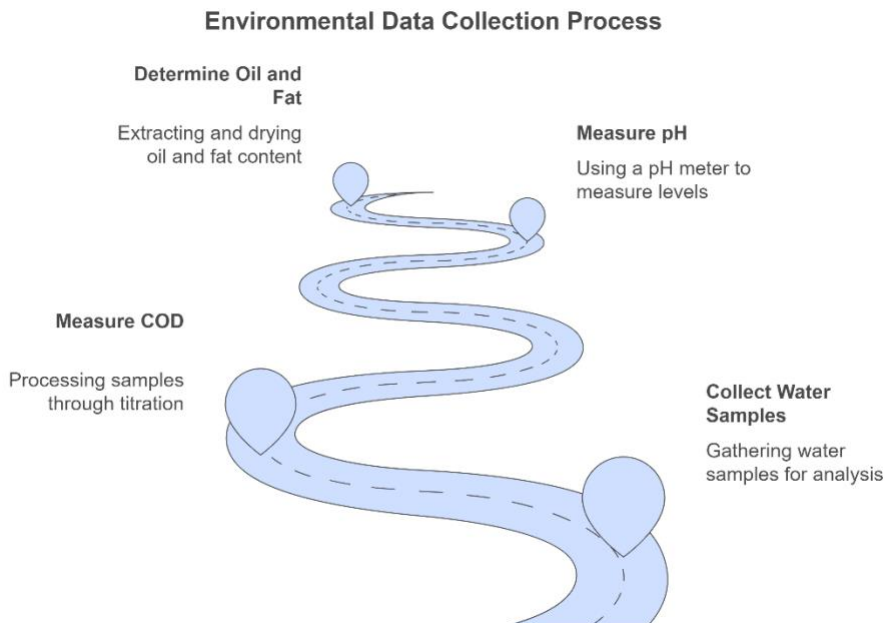 Environmental Data Collection Process
Determine Oil and
Fat
Extracting and drying
oil and fat content
Measure pH
Using a pH meter to
measure levels
Measure COD
Processing samples
through titration
Collect Water
Samples
Gathering water
samples for analysis